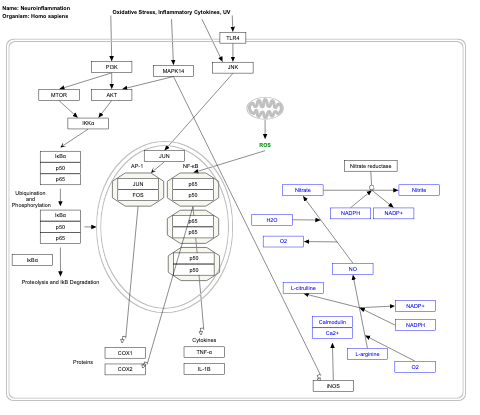 Name: Neuroinflammation
Organism: Homo sapiens
Oxidative Stress, Inflammatory Cytokines, UV
TLR4
PI3K
MAPK14
JNK
MTOR
AKT
IKKα
ROS
IκBα
p50
p65
JUN
AP-1
NF-κB
JUN
FOS
p65
p50
p65
p50
p50
p50
Ubiquination
and
Phosphorylation
IκBα
p50
p65
IκBα
Proteolysis and IkB Degradation
Nitrate reductase
Nitrate
Nitrite
NADPH
NADP+
H2O
O2
NO
L-citrulline
NADP+
NADPH
Calmodulin
Ca2+
L-arginine
O2
iNOS
Proteins
COX1
COX2
Cytokines
TNF-α
IL-1B